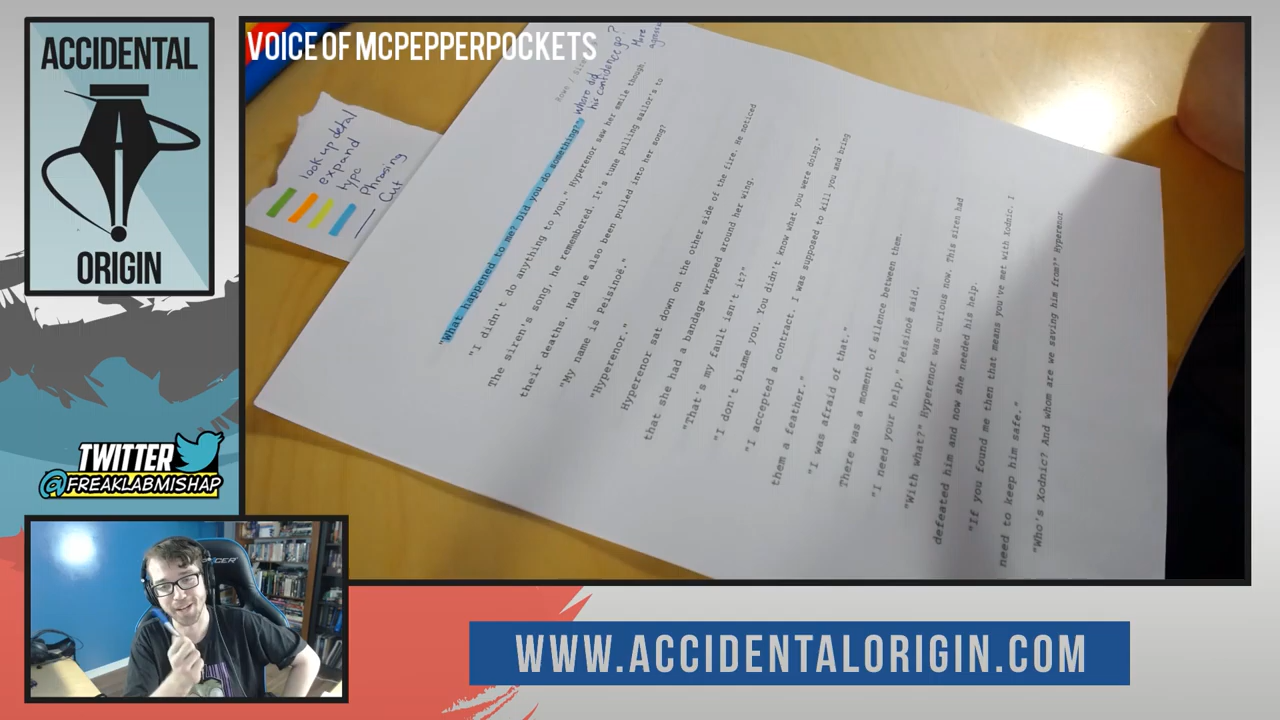 ACCIDENTAL
ORIGIN
VOICE OF MCPEPPERPOCKETS
look up detail
expand
typo
Phrasing
Cut
where did
his confidence go?
More
"What happened to me? Did you do something?"
"I didn't do anything to you." Hyperenor saw her smile though.
The siren's song, he remembered. It's tune pulling sailor's to
their deaths. Had he also been pulled into her song?
"My name is Peisinoë."
"Hyperenor."
Hyperenor sat down on the other side of the fire. He noticed
that she had a bandage wrapped around her wing.
"That's my fault isn't it?"
"I don't blame you. You didn't know what you were doing."
"I accepted a contract. I was supposed to kill you and bring
them a feather."
"I was afraid of that."
There was a moment of silence between them.
"I need your help." Peisinoë said.
"With what?" Hyperenor was curious now. This siren had
defeated him and now she needed his help.
"If you found me then that means you've met with Xodnic. I
need to keep him safe."
"Who's Xodnic? And whom are we saving him from?" Hyperenor
TWITTER
@FREAKLABMISHAP
WWW.ACCIDENTALORIGIN.COM